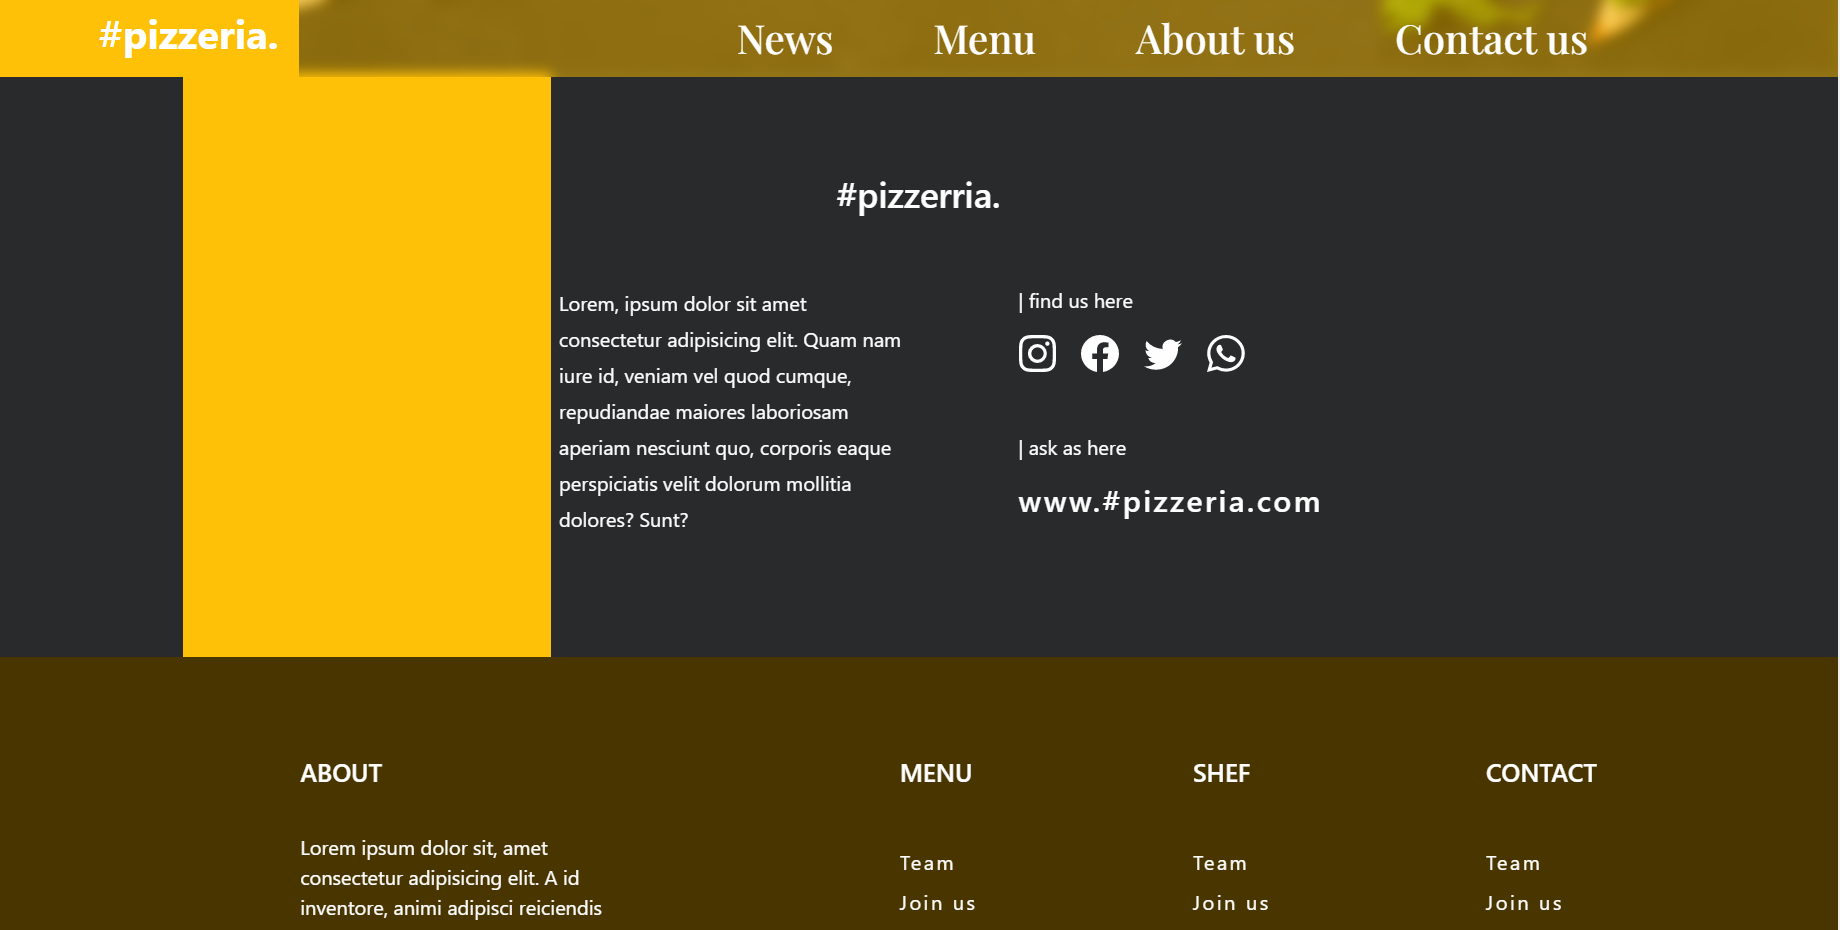 #pizzeria.
News Menu About us Contact us
#pizzerria.
Lorem, ipsum dolor sit amet
consectetur adipisicing elit. Quam nam
iure id, veniam vel quod cumque,
repudiandae maiores laboriosam
aperiam nesciunt quo, corporis eaque
perspiciatis velit dolorum mollitia
dolores? Sunt?
| find us here
| ask as here
www.#pizzeria.com
ABOUT
Lorem ipsum dolor sit, amet
consectetur adipisicing elit. A id
inventore, animi adipisci reiciendis
MENU
Team
Join us
SHEF
Team
Join us
CONTACT
Team
Join us